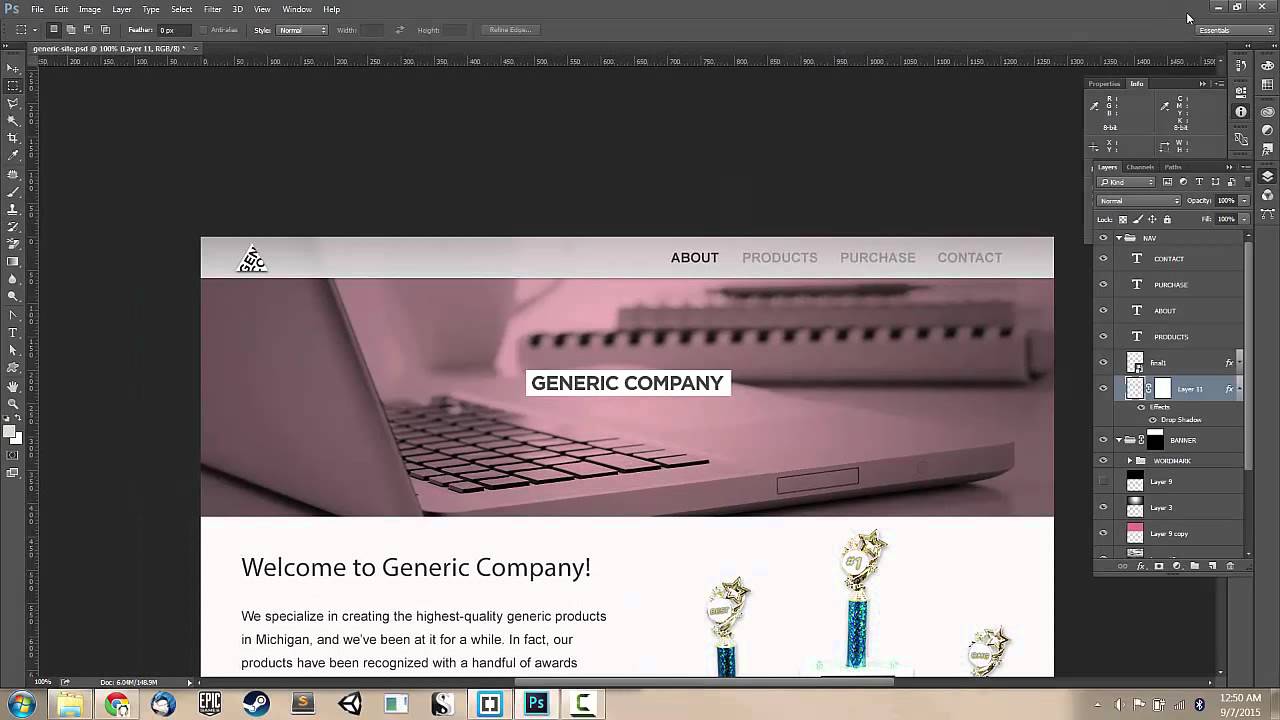 Ps File Edit Image Layer Type Select Filter 3D View Window Help
Feather: 0 px Anti-alias Style: Normal Width: Height: Refine Edge... Essentials
generic-site.psd @ 100% (Layer 11, RGB/8) * ×
Properties Info
R: C:
G: M:
B: Y:
K:
8-bit 8-bit
X: W:
Y: H:
Layers Channels Paths
Kind
Normal Opacity: 100%
Lock: Fill: 100%
NAV
T CONTACT
T PURCHASE
T ABOUT
T PRODUCTS
final1 fx
Layer 11 fx
Effects
Drop Shadow
BANNER
WORDMARK
Layer 9
Layer 3
Layer 9 copy
ABOUT PRODUCTS PURCHASE CONTACT
GENERIC COMPANY
Welcome to Generic Company!
We specialize in creating the highest-quality generic products
in Michigan, and we've been at it for a while. In fact, our
products have been recognized with a handful of awards
#1
BEST
100% Doc: 6.04M/148.9M
EPIC GAMES
Ps
12:50 AM
9/7/2015